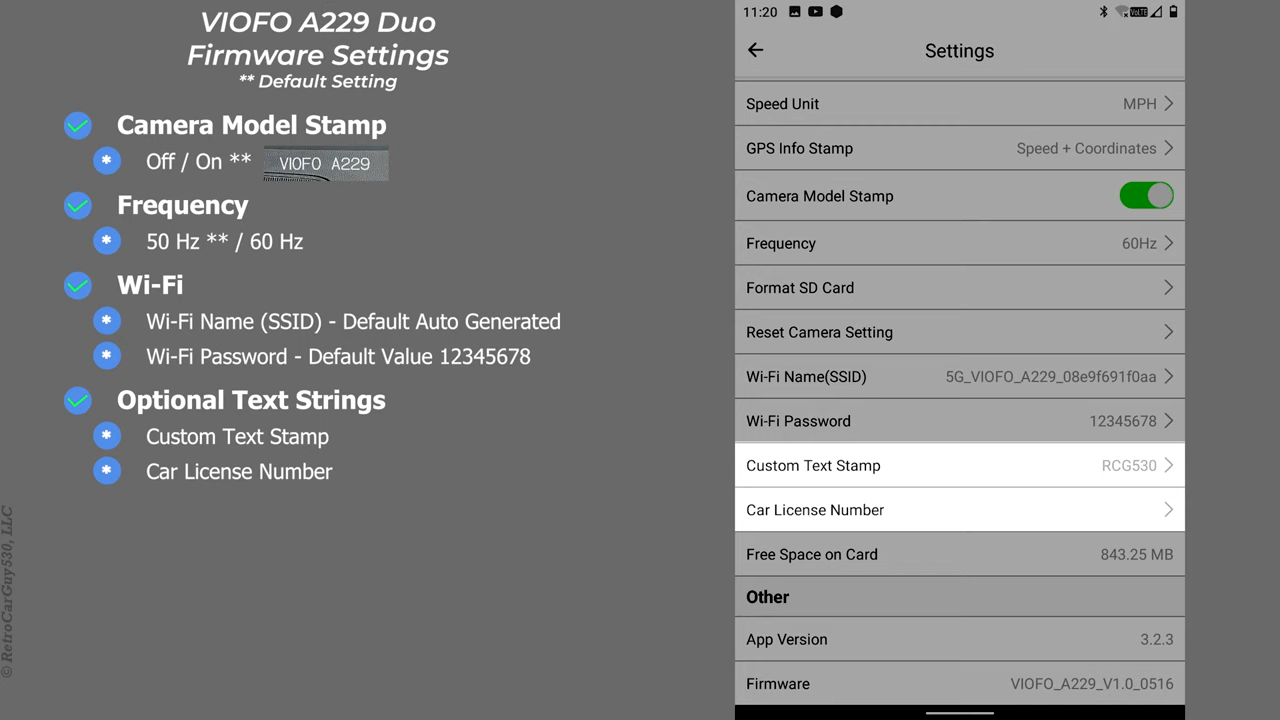 VIOFO A229 Duo
Firmware Settings
** Default Setting
Camera Model Stamp
* Off / On ** VIOFO A229
Frequency
* 50 Hz ** / 60 Hz
Wi-Fi
* Wi-Fi Name (SSID) - Default Auto Generated
* Wi-Fi Password - Default Value 12345678
Optional Text Strings
* Custom Text Stamp
* Car License Number
© RetroCarGuy530, LLC
11:20 VoLTE
Settings
Speed Unit MPH
GPS Info Stamp Speed + Coordinates
Camera Model Stamp
Frequency 60Hz
Format SD Card
Reset Camera Setting
Wi-Fi Name(SSID) 5G_VIOFO_A229_08e9f691f0aa
Wi-Fi Password 12345678
Custom Text Stamp RCG530
Car License Number
Free Space on Card 843.25 MB
Other
App Version 3.2.3
Firmware VIOFO_A229_V1.0_0516